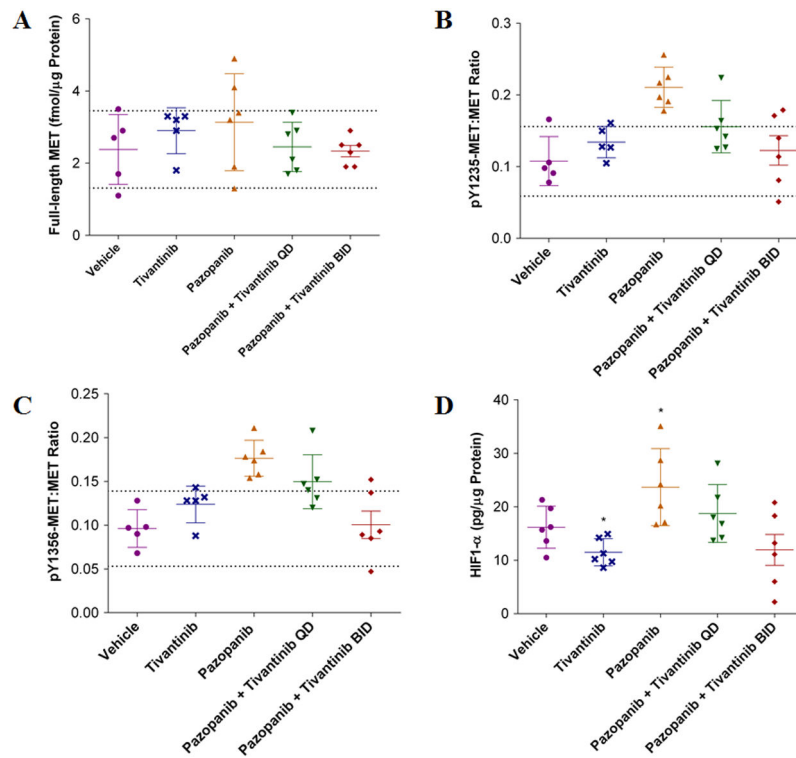 A
Full-length MET (fmol/µg Protein)
6
4
2
0
Vehicle
Tivantinib
Pazopanib
Pazopanib + Tivantinib QD
Pazopanib + Tivantinib BID
B
pY1235-MET:MET Ratio
0.3
0.2
0.1
0.0
Vehicle
Tivantinib
Pazopanib
Pazopanib + Tivantinib QD
Pazopanib + Tivantinib BID
C
pY1356-MET:MET Ratio
0.25
0.20
0.15
0.10
0.05
0.00
Vehicle
Tivantinib
Pazopanib
Pazopanib + Tivantinib QD
Pazopanib + Tivantinib BID
D
HIF1-α (pg/µg Protein)
40
30
20
10
0
*
*
Vehicle
Tivantinib
Pazopanib
Pazopanib + Tivantinib QD
Pazopanib + Tivantinib BID